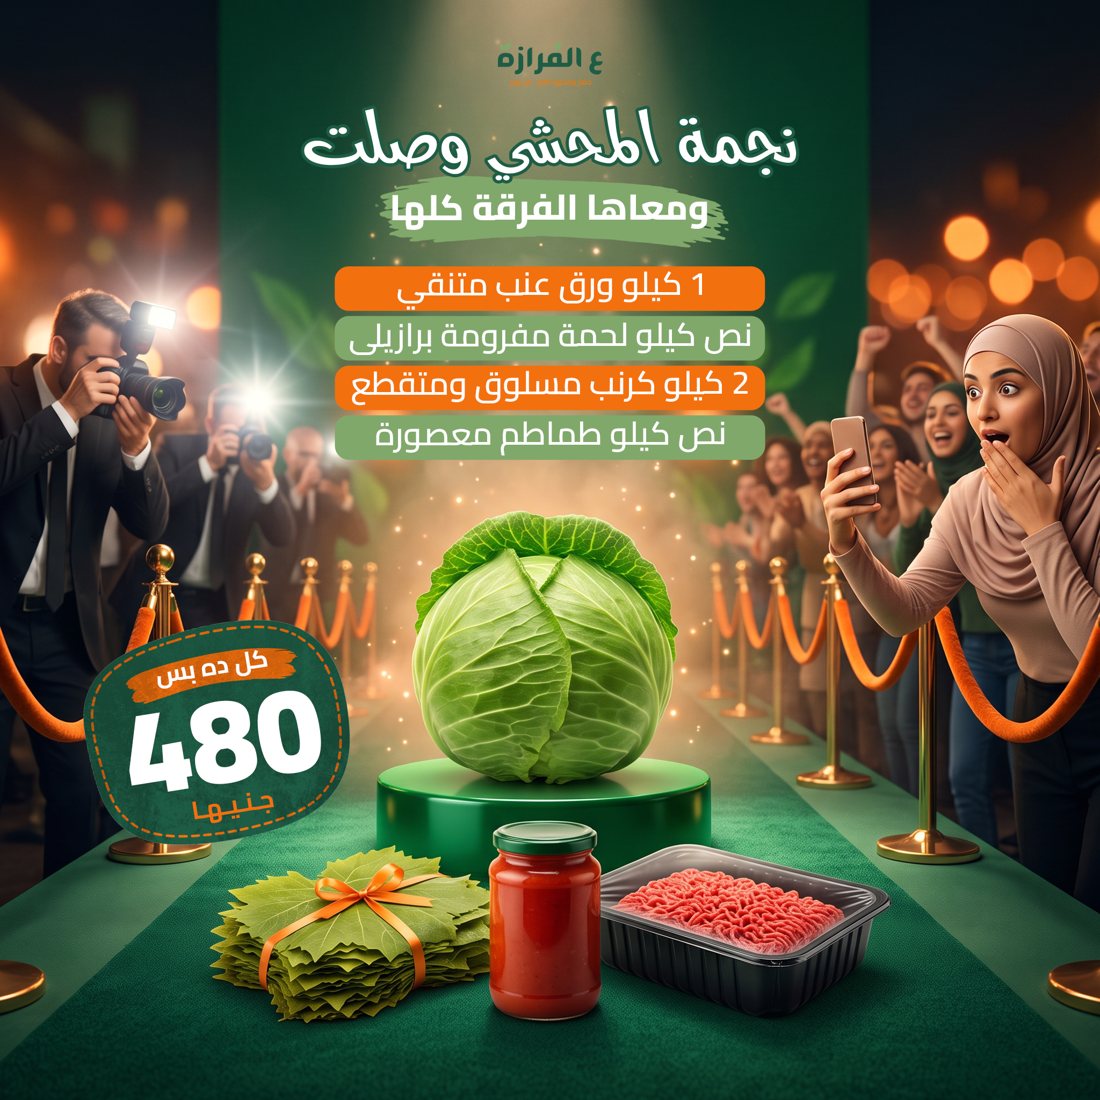 ع الفرازة
نجمة المحشي وصلت
ومعاها الفرقة كلها
1 كيلو ورق عنب متنقي
نص كيلو لحمة مفرومة برازيلى
2 كيلو كرنب مسلوق ومتقطع
نص كيلو طماطم معصورة
كل ده بس
480
جنيها